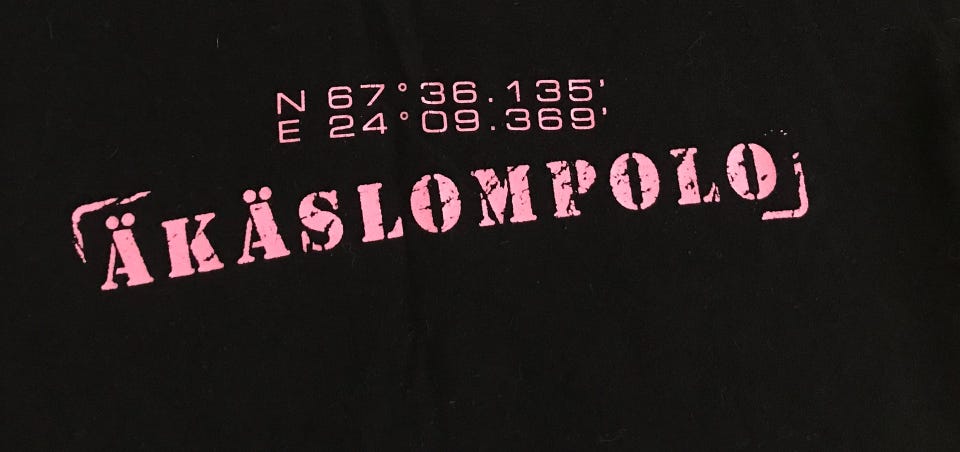 N 67°36.135'
E 24°09.369'
ÄKÄSLOMPOLO